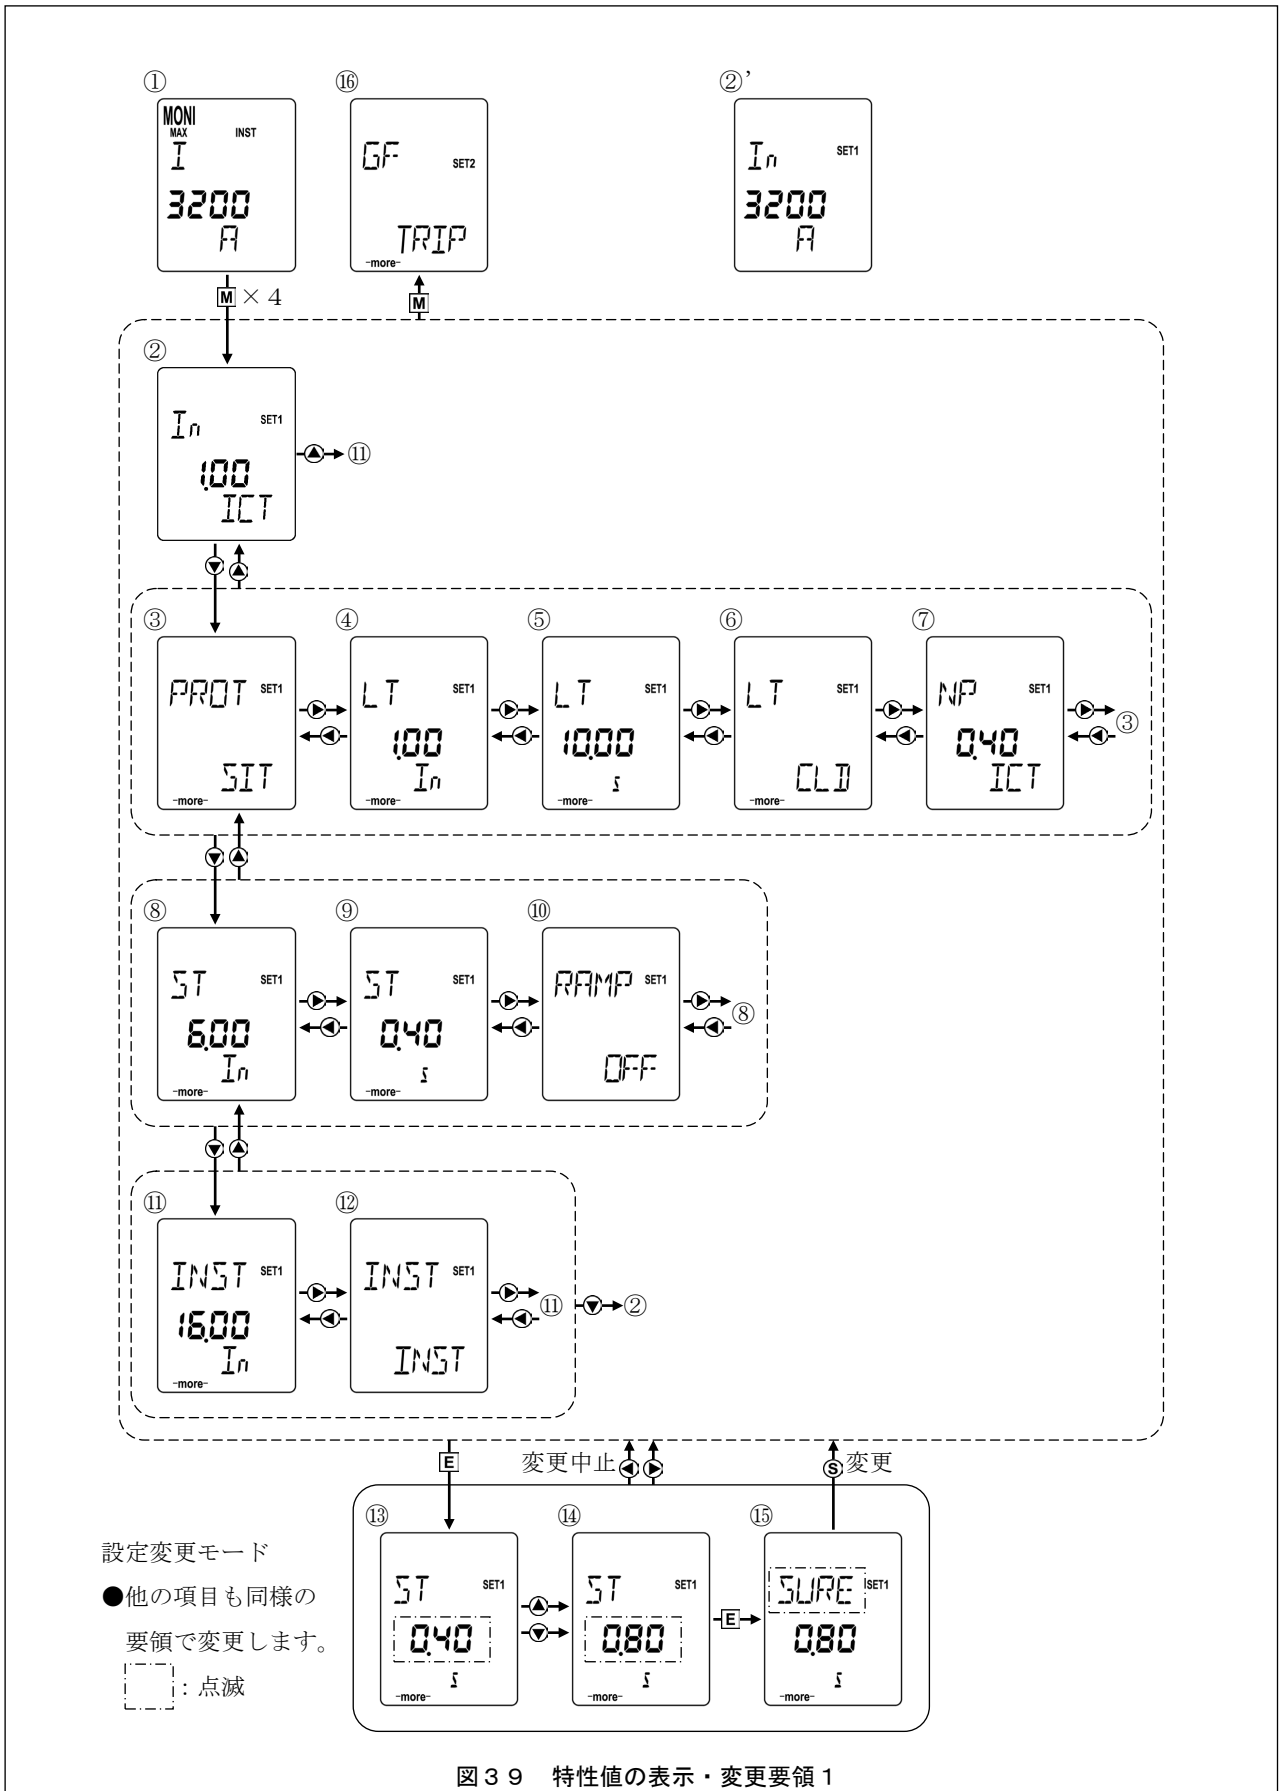 ① ⑯ ②’
MONI
MAX INST
I
3200
A
GF SET2
TRIP
-more-
In SET1
3200
A
M × 4
M
②
In SET1
1.00
ICT
⑪
③ ④ ⑤ ⑥ ⑦
PROT SET1
SIT
-more-
LT SET1
1.00
In
-more-
LT SET1
10.00
s
-more-
LT SET1
CLD
-more-
NP SET1
0.40
ICT
③
⑧ ⑨ ⑩
ST SET1
6.00
In
-more-
ST SET1
0.40
s
-more-
RAMP SET1
OFF
⑧
⑪ ⑫
INST SET1
16.00
In
-more-
INST SET1
INST
⑪
②
E
変更中止
S 変更
⑬ ⑭ ⑮
ST SET1
0.40
s
-more-
ST SET1
0.80
s
-more-
E
SURE SET1
0.80
s
-more-
設定変更モード
●他の項目も同様の
要領で変更します。
：点滅
図３９ 特性値の表示・変更要領１